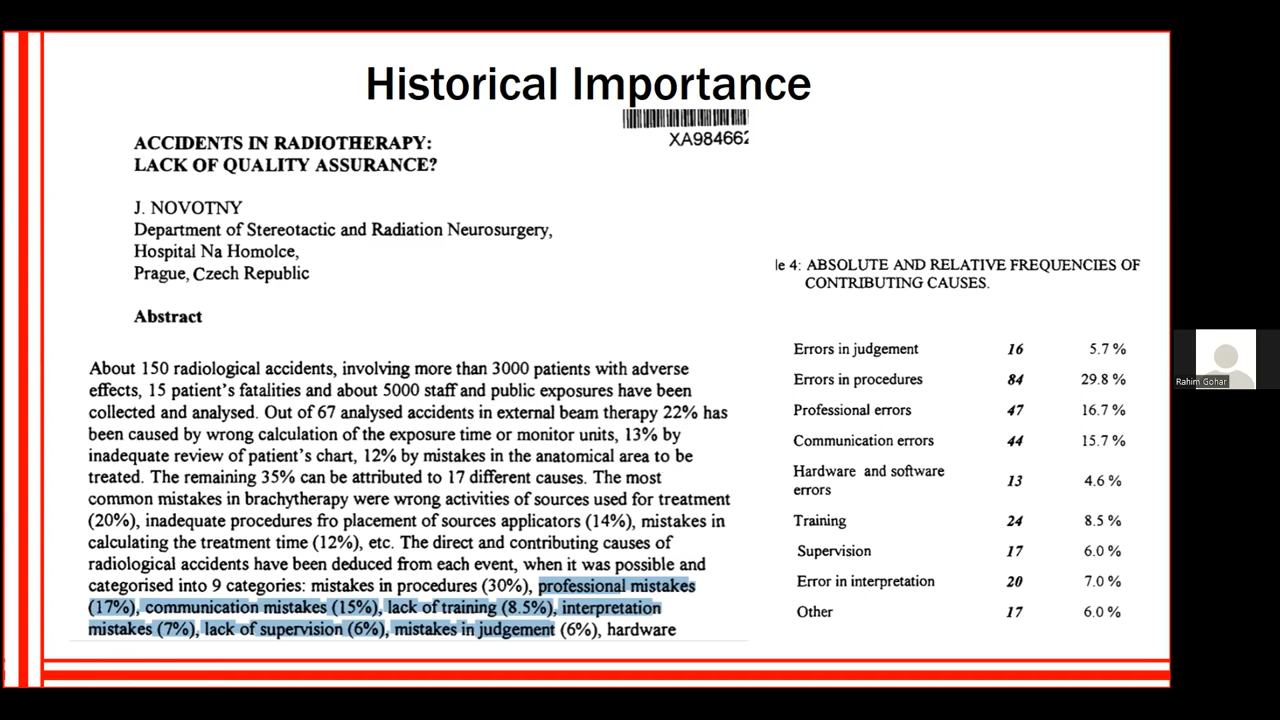 Historical Importance
XA984662
ACCIDENTS IN RADIOTHERAPY:
LACK OF QUALITY ASSURANCE?
J. NOVOTNY
Department of Stereotactic and Radiation Neurosurgery,
Hospital Na Homolce,
Prague, Czech Republic
Abstract
About 150 radiological accidents, involving more than 3000 patients with adverse
effects, 15 patient's fatalities and about 5000 staff and public exposures have been
collected and analysed. Out of 67 analysed accidents in external beam therapy 22% has
been caused by wrong calculation of the exposure time or monitor units, 13% by
inadequate review of patient's chart, 12% by mistakes in the anatomical area to be
treated. The remaining 35% can be attributed to 17 different causes. The most
common mistakes in brachytherapy were wrong activities of sources used for treatment
(20%), inadequate procedures fro placement of sources applicators (14%), mistakes in
calculating the treatment time (12%), etc. The direct and contributing causes of
radiological accidents have been deduced from each event, when it was possible and
categorised into 9 categories: mistakes in procedures (30%), professional mistakes
(17%), communication mistakes (15%), lack of training (8.5%), interpretation
mistakes (7%), lack of supervision (6%), mistakes in judgement (6%), hardware
le 4: ABSOLUTE AND RELATIVE FREQUENCIES OF
CONTRIBUTING CAUSES.
Errors in judgement 16 5.7 %
Errors in procedures 84 29.8 %
Professional errors 47 16.7 %
Communication errors 44 15.7 %
Hardware and software
errors 13 4.6 %
Training 24 8.5 %
Supervision 17 6.0 %
Error in interpretation 20 7.0 %
Other 17 6.0 %
Rahim Gohar